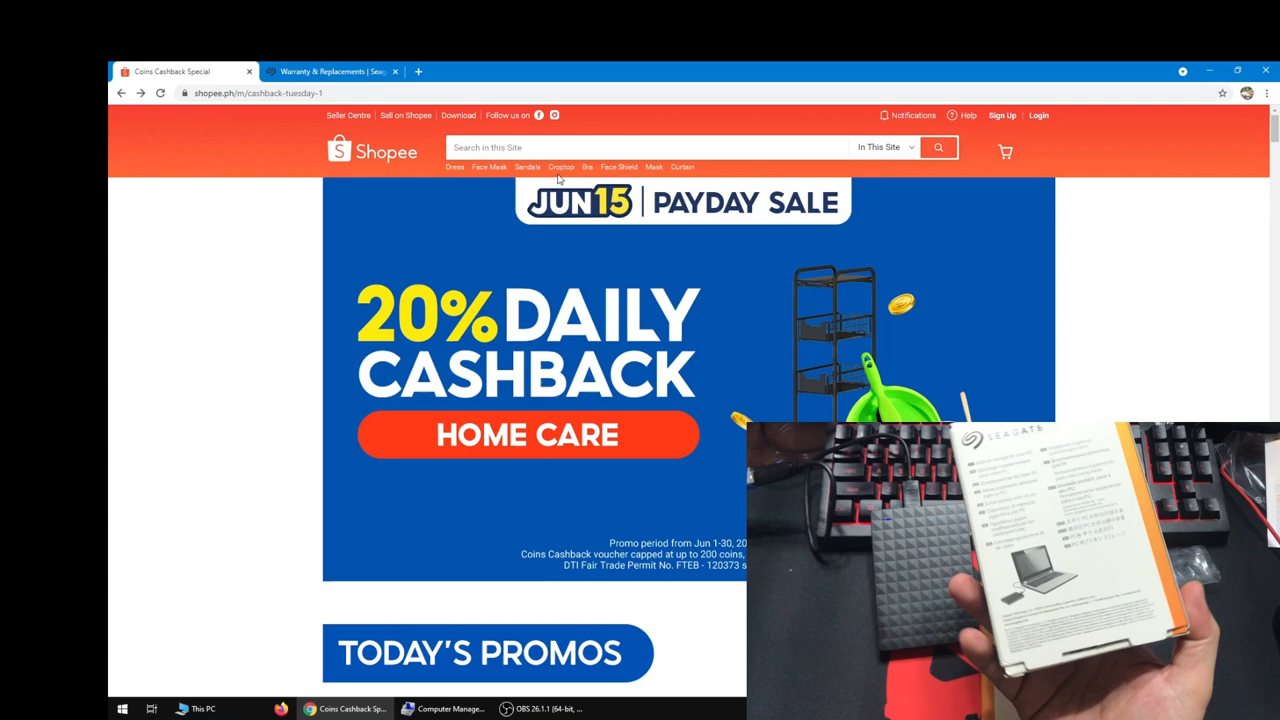 Coins Cashback Special
Warranty & Replacements | Seag
shopee.ph/m/cashback-tuesday-1
Seller Centre
Sell on Shopee
Download
Follow us on
Notifications
Help
Sign Up
Login
Shopee
Search in this Site
In This Site
Dress
Face Mask
Sandals
Croptop
Bra
Face Shield
Mask
Curtain
JUN 15 | PAYDAY SALE
20% DAILY
CASHBACK
HOME CARE
Promo period from Jun 1-30, 20
Coins Cashback voucher capped at up to 200 coins,
DTI Fair Trade Permit No. FTEB - 120373 s
TODAY'S PROMOS
SEAGATE
This PC
Coins Cashback Sp...
Computer Manage...
OBS 26.1.1 (64-bit, ...